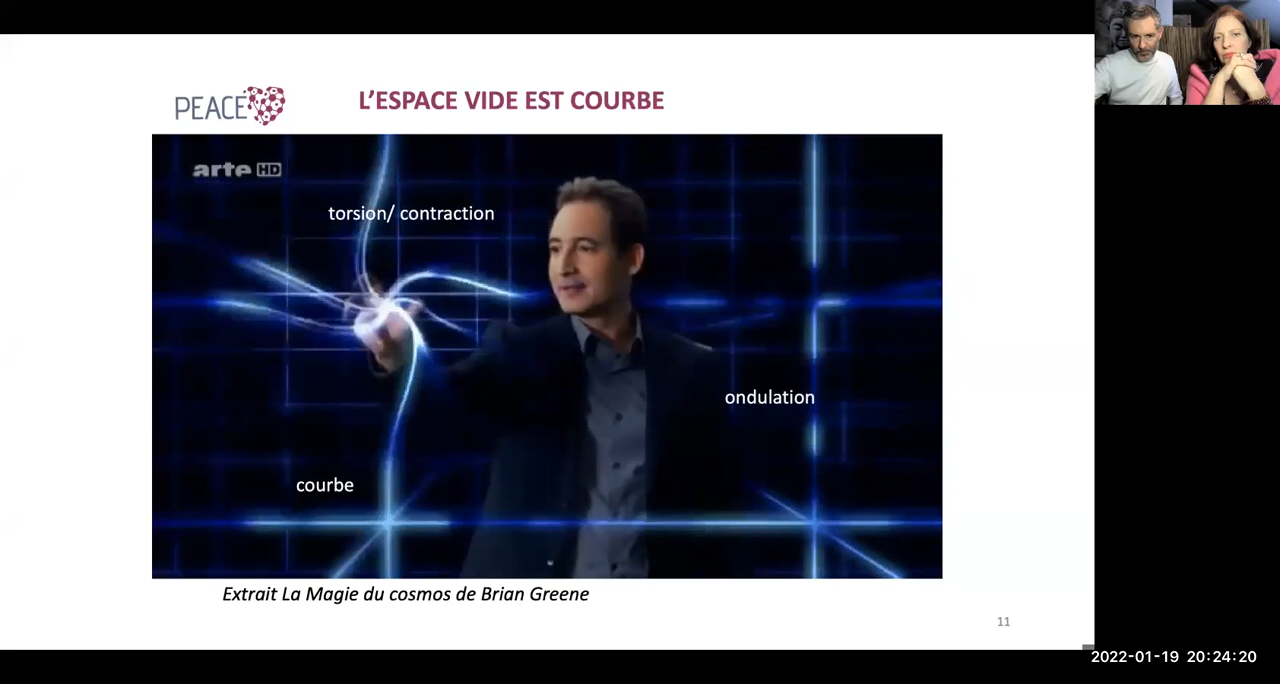 PEACE
L'ESPACE VIDE EST COURBE
arte HD
torsion/ contraction
ondulation
courbe
Extrait La Magie du cosmos de Brian Greene
11
2022-01-19 20:24:20